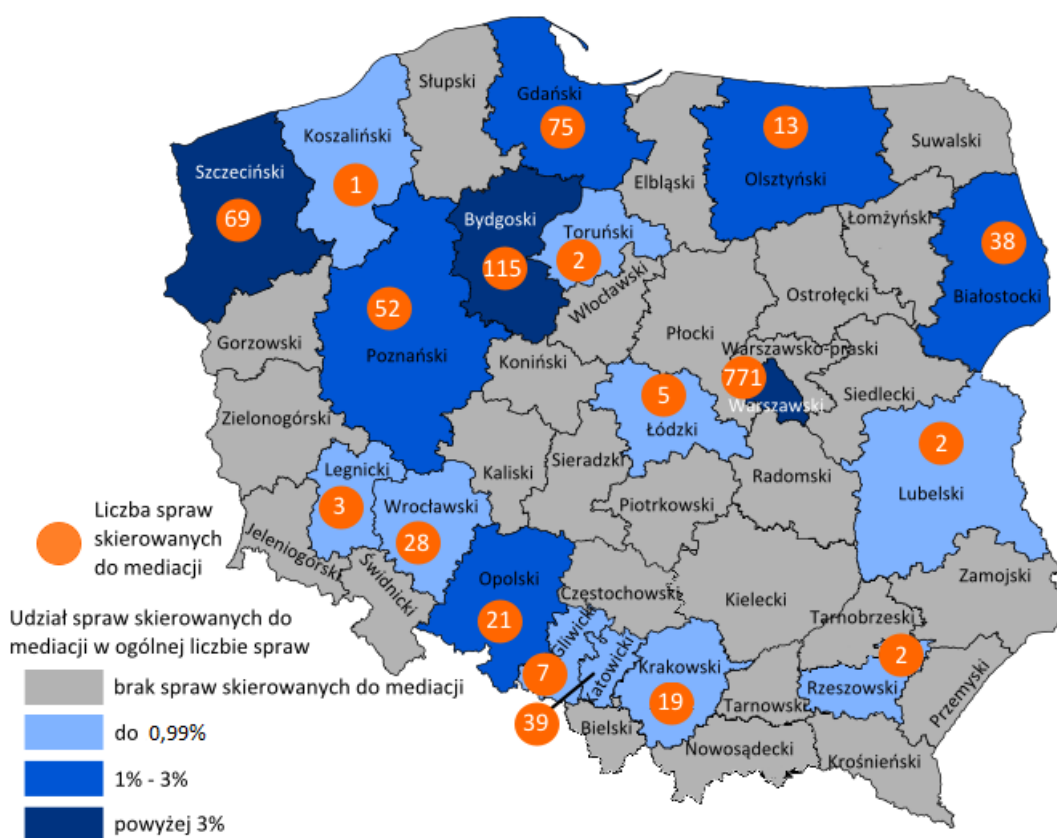 Słupski
Gdański
75
Koszaliński
1
13
Olsztyński
Suwalski
Szczeciński
69
Elbląski
Bydgoski
115
Toruński
2
Łomżyński
38
Białostocki
52
Poznański
Włocławski
Ostrołęcki
Gorzowski
Koniński
Płocki
Warszawsko-praski
771
Warszawski
Siedlecki
Zielonogórski
5
Łódzki
2
Lubelski
Legnicki
3
Wrocławski
28
Kaliski
Sieradzki
Radomski
Piotrkowski
Liczba spraw
skierowanych
do mediacji
Jeleniogórski
Świdnicki
Opolski
21
Częstochowski
Kielecki
Zamojski
Tarnobrzeski
Gliwicki
7
Katowicki
39
Krakowski
19
2
Rzeszowski
Przemyski
Tarnowski
Bielski
Nowosądecki
Krośnieński
Udział spraw skierowanych do
mediacji w ogólnej liczbie spraw
brak spraw skierowanych do mediacji
do 0,99%
1% - 3%
powyżej 3%